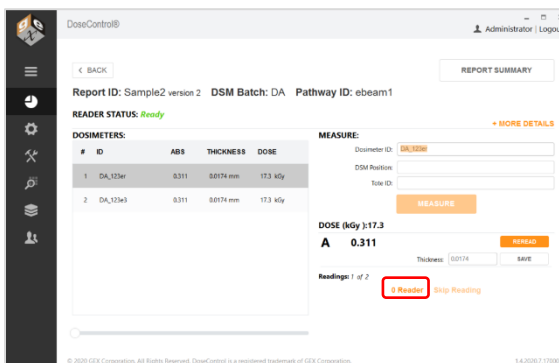 DoseControl®
Administrator | Logou
< BACK
REPORT SUMMARY
Report ID: Sample2 version 2 DSM Batch: DA Pathway ID: ebeam1
READER STATUS: Ready
+ MORE DETAILS
DOSIMETERS:
# ID ABS THICKNESS DOSE
1 DA_123er 0.311 0.0174 mm 17.3 kGy
2 DA_123e3 0.311 0.0174 mm 17.3 kGy
MEASURE:
Dosimeter ID: DA_123er
DSM Position:
Tote ID:
MEASURE
DOSE (kGy ):17.3
A 0.311
REREAD
Thickness: 0.0174 SAVE
Readings: 1 of 2
0 Reader Skip Reading
© 2020 GEX Corporation. All Rights Reserved. DoseControl is a registered trademark of GEX Corporation.